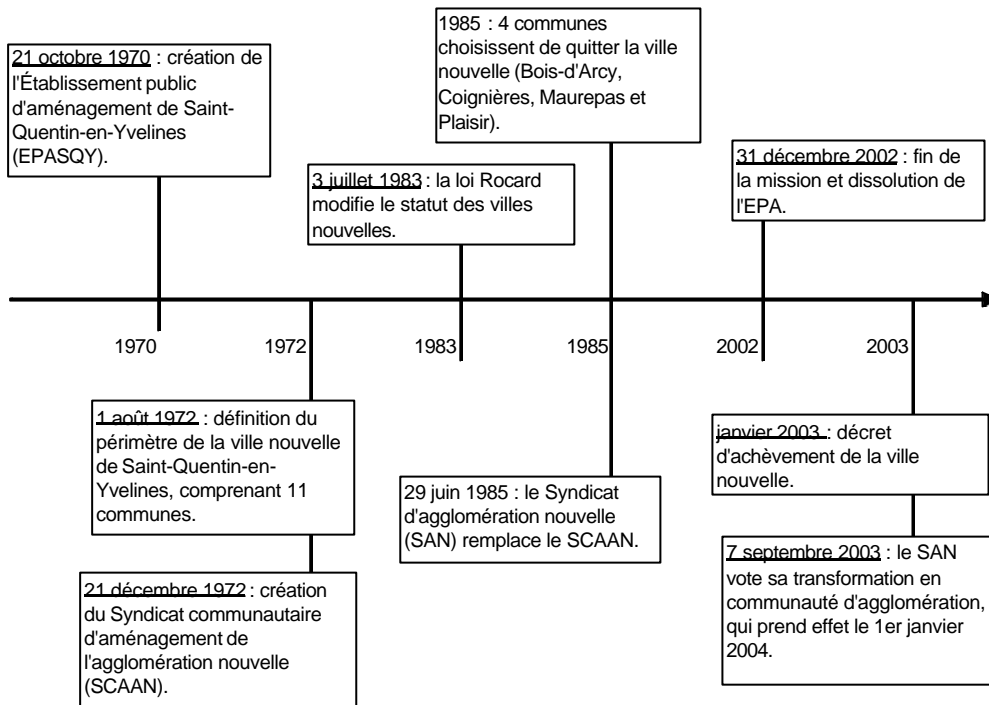 21 octobre 1970 : création de
l'Établissement public
d'aménagement de Saint-
Quentin-en-Yvelines
(EPASQY).
1985 : 4 communes
choisissent de quitter la ville
nouvelle (Bois-d'Arcy,
Coignières, Maurepas et
Plaisir).
3 juillet 1983 : la loi Rocard
modifie le statut des villes
nouvelles.
31 décembre 2002 : fin de
la mission et dissolution de
l'EPA.
1970
1972
1983
1985
2002
2003
1 août 1972 : définition du
périmètre de la ville nouvelle
de Saint-Quentin-en-
Yvelines, comprenant 11
communes.
21 décembre 1972 : création
du Syndicat communautaire
d'aménagement de
l'agglomération nouvelle
(SCAAN).
29 juin 1985 : le Syndicat
d'agglomération nouvelle
(SAN) remplace le SCAAN.
janvier 2003 : décret
d'achèvement de la ville
nouvelle.
7 septembre 2003 : le SAN
vote sa transformation en
communauté d'agglomération,
qui prend effet le 1er janvier
2004.